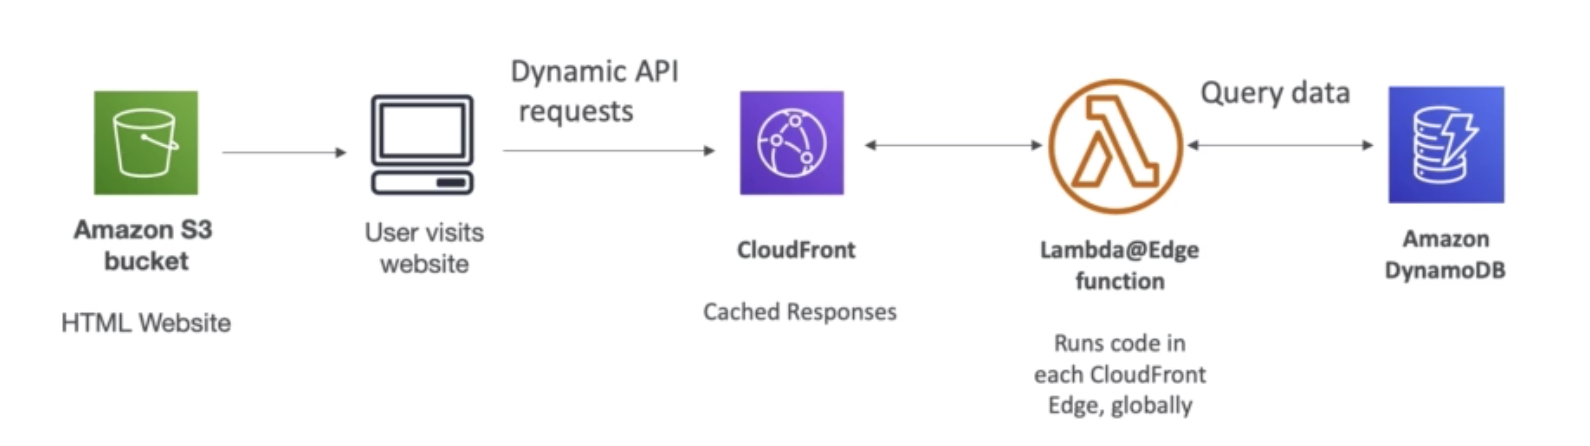 Dynamic API
requests
Query data
Amazon S3
bucket
HTML Website
User visits
website
CloudFront
Cached Responses
Lambda@Edge
function
Runs code in
each CloudFront
Edge, globally
Amazon
DynamoDB